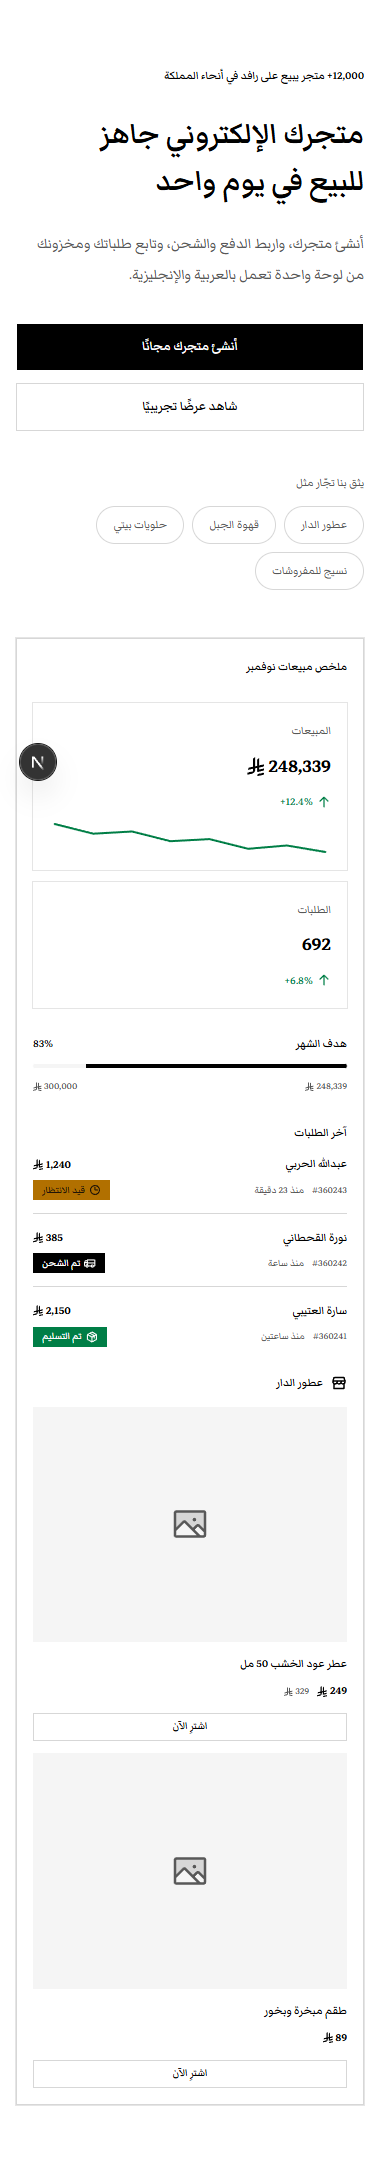 +12,000 متجر يبيع على رافد في أنحاء المملكة
متجرك الإلكتروني جاهز
للبيع في يوم واحد
أنشئ متجرك، واربط الدفع والشحن، وتابع طلباتك ومخزونك
من لوحة واحدة تعمل بالعربية والإنجليزية.
أنشئ متجرك مجانًا
شاهد عرضًا تجريبيًا
يثق بنا تجّار مثل
عطور الدار
قهوة الجبل
حلويات بيتي
نسيج للمفروشات
ملخص مبيعات نوفمبر
المبيعات
248,339 ⃁
+12.4%
الطلبات
692
+6.8%
هدف الشهر 83%
248,339 ⃁ 300,000 ⃁
آخر الطلبات
عبدالله الحربي 1,240 ⃁
#360243 منذ 23 دقيقة قيد الانتظار
نورة القحطاني 385 ⃁
#360242 منذ ساعة تم الشحن
سارة العتيبي 2,150 ⃁
#360241 منذ ساعتين تم التسليم
عطور الدار
عطر عود الخشب 50 مل
249 ⃁ 329 ⃁
اشترِ الآن
طقم مبخرة وبخور
89 ⃁
اشترِ الآن
N